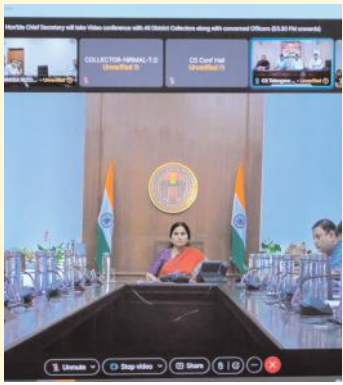 Hon'ble Chief Secretary will take Video conference with All District Collectors along with concerned Officers (03.30 PM onwards)
COLLECTOR-NIRMAL-T.G
Unverified
CS Conf Hall
Unverified
Unverified
CS Telangana ... - Unverified
Unmute
Stop video
Share